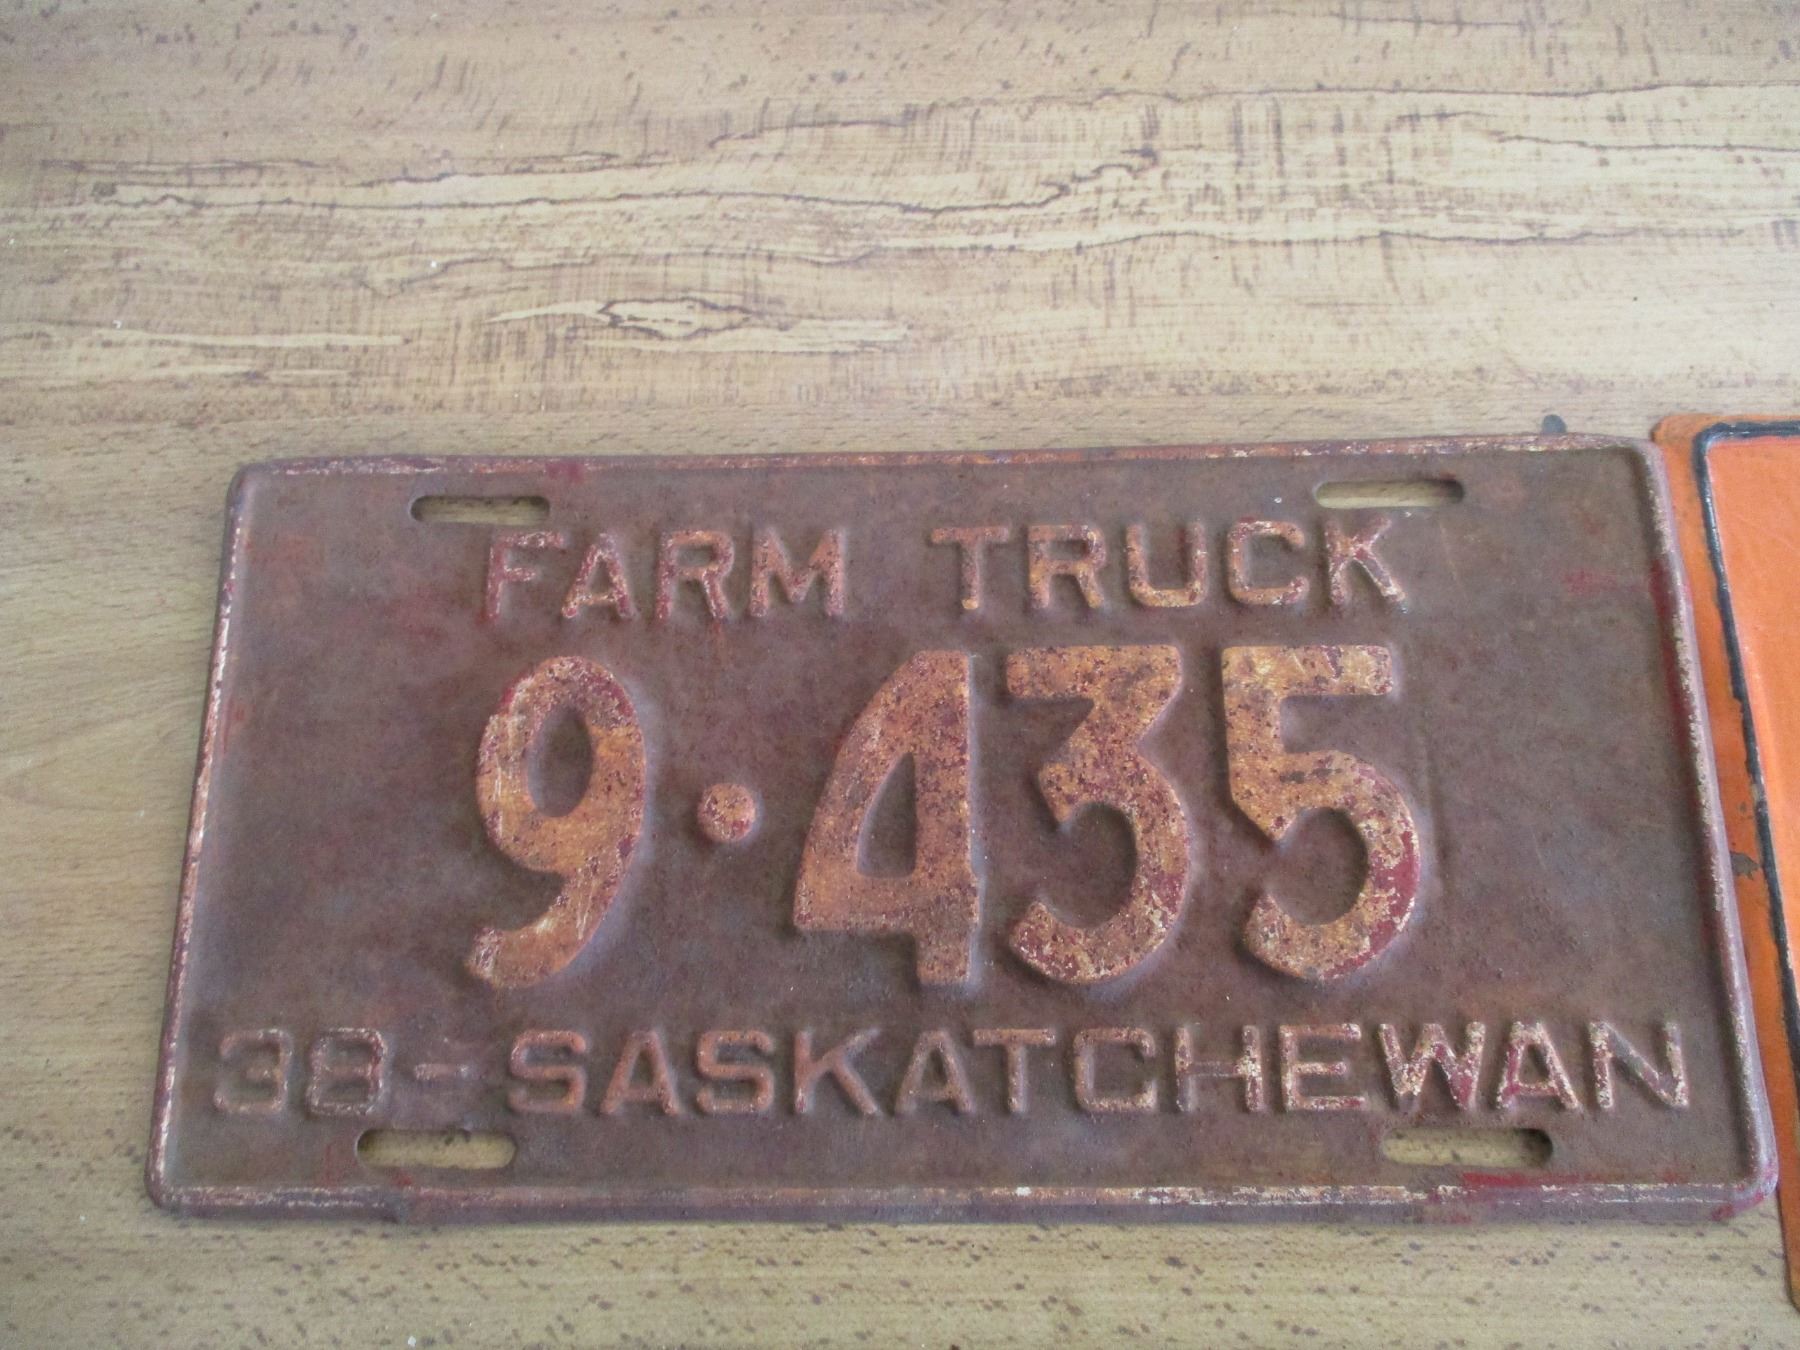 FARM TRUCK
9·435
38-SASKATCHEWAN